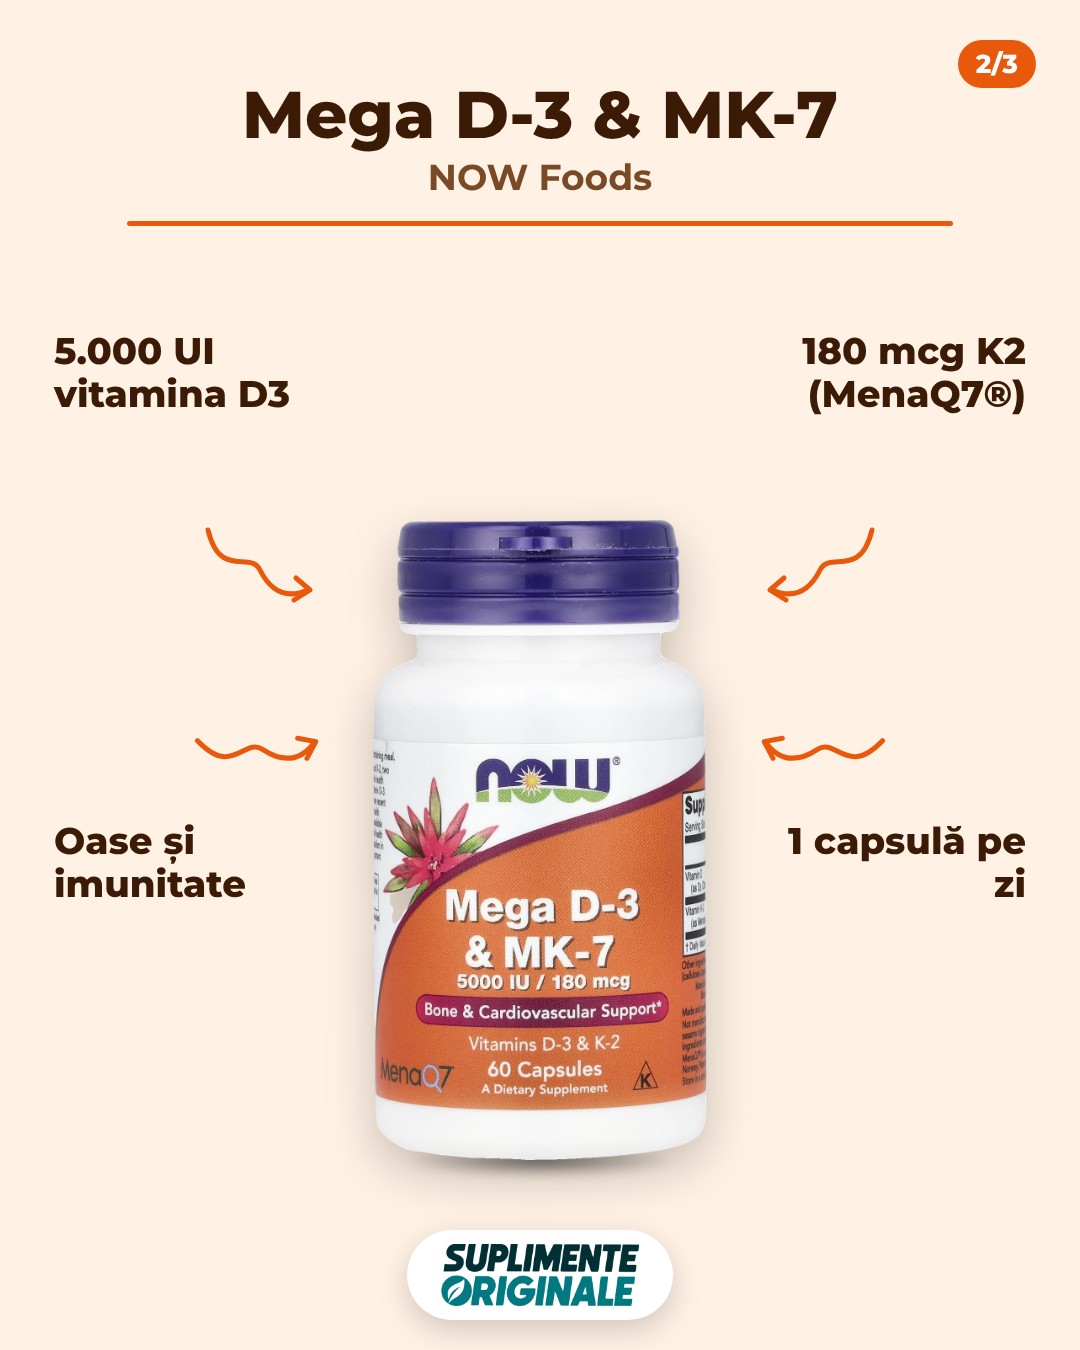 2/3
Mega D-3 & MK-7
NOW Foods
5.000 UI
vitamina D3
180 mcg K2
(MenaQ7®)
now®
Supp
Mega D-3
& MK-7
5000 IU / 180 mcg
Bone & Cardiovascular Support*
Vitamins D-3 & K-2
60 Capsules
A Dietary Supplement
MenaQ7
K
Oase și
imunitate
1 capsulă pe
zi
SUPLIMENTE
ORIGINALE